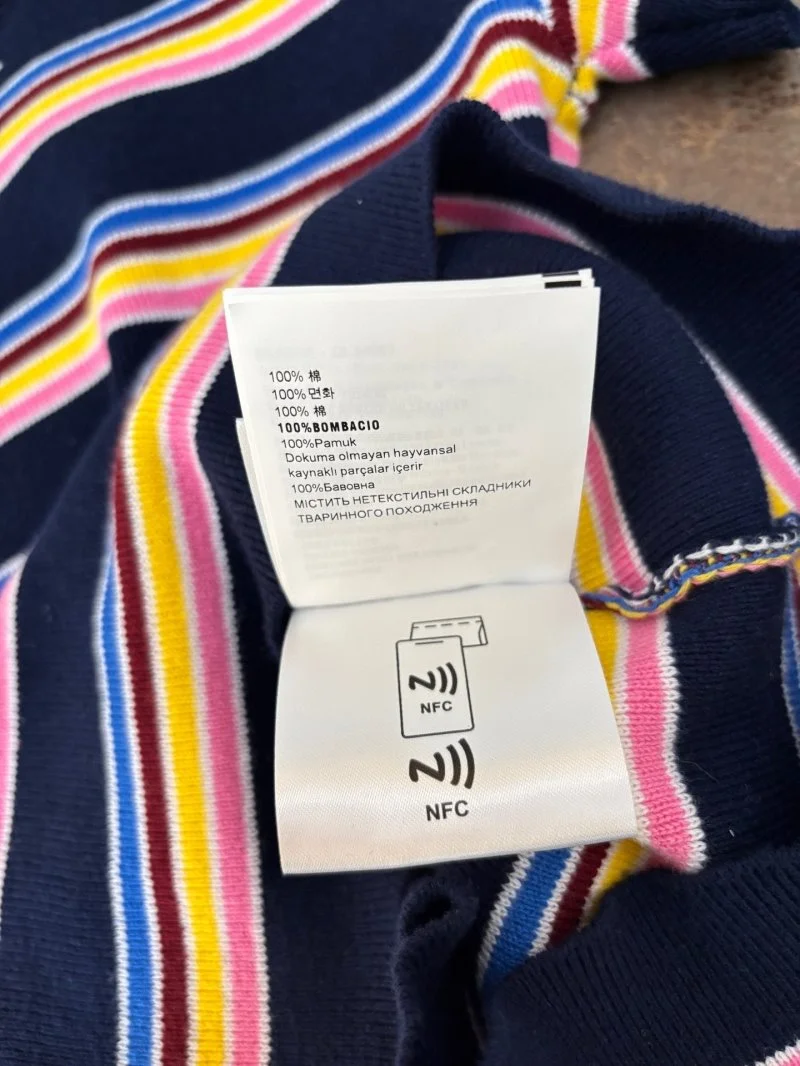 100% 棉
100% 면화
100% 棉
100%BOMBACIO
100%Pamuk
Dokuma olmayan hayvansal
kaynaklı parçalar içerir
100%Бавовна
МІСТИТЬ НЕТЕКСТИЛЬНІ СКЛАДНИКИ
ТВАРИННОГО ПОХОДЖЕННЯ
NFC
NFC